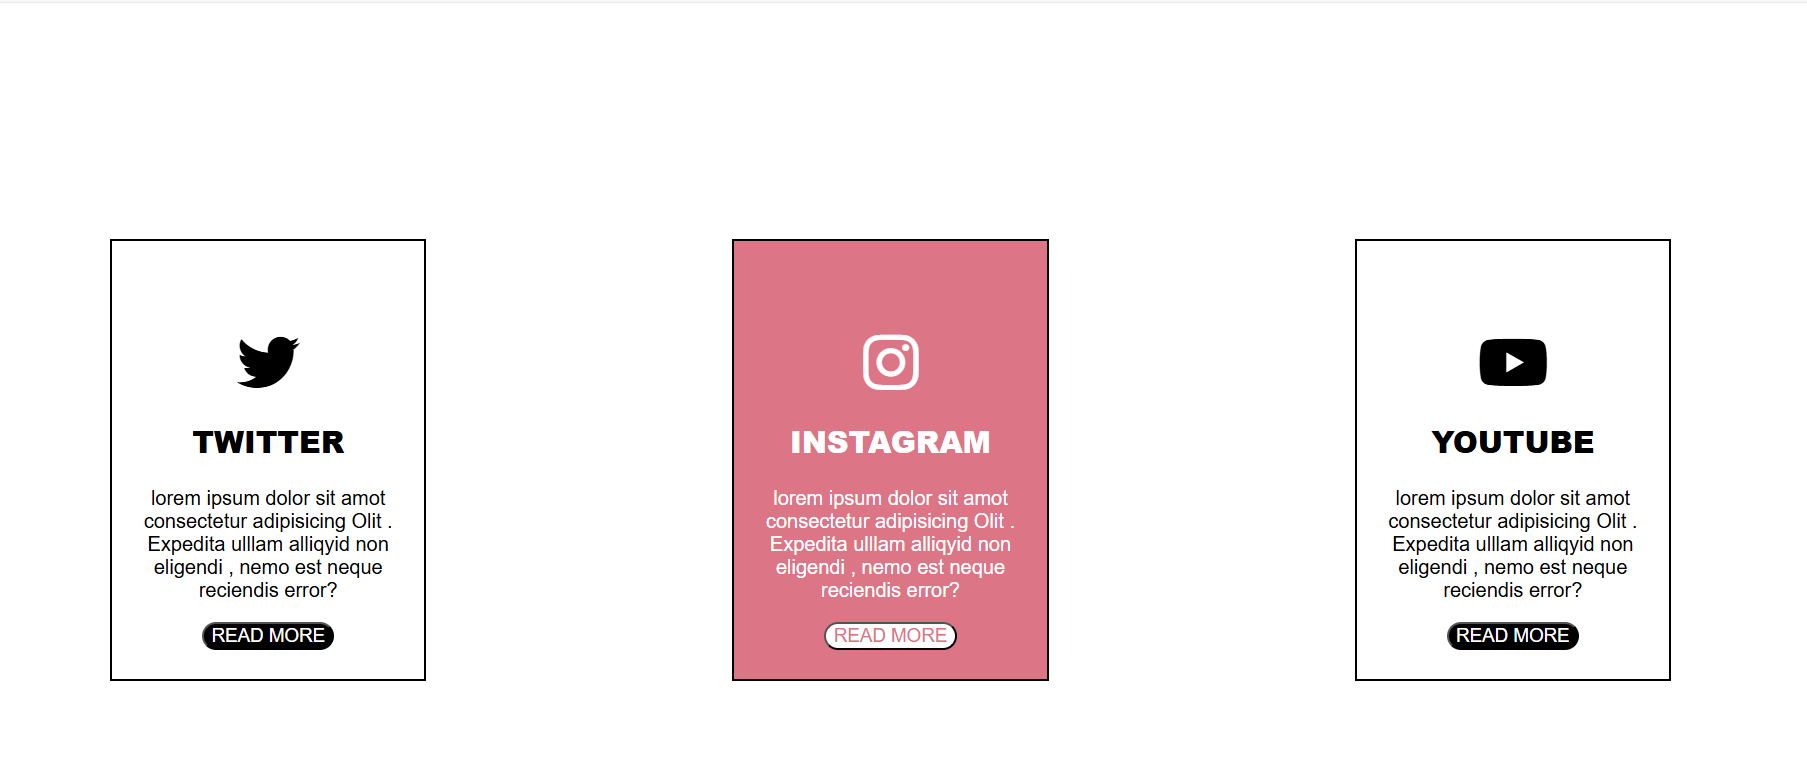 TWITTER
lorem ipsum dolor sit amot
consectetur adipisicing Olit .
Expedita ulllam alliqyid non
eligendi , nemo est neque
reciendis error?
READ MORE
INSTAGRAM
lorem ipsum dolor sit amot
consectetur adipisicing Olit .
Expedita ulllam alliqyid non
eligendi , nemo est neque
reciendis error?
READ MORE
YOUTUBE
lorem ipsum dolor sit amot
consectetur adipisicing Olit .
Expedita ulllam alliqyid non
eligendi , nemo est neque
reciendis error?
READ MORE